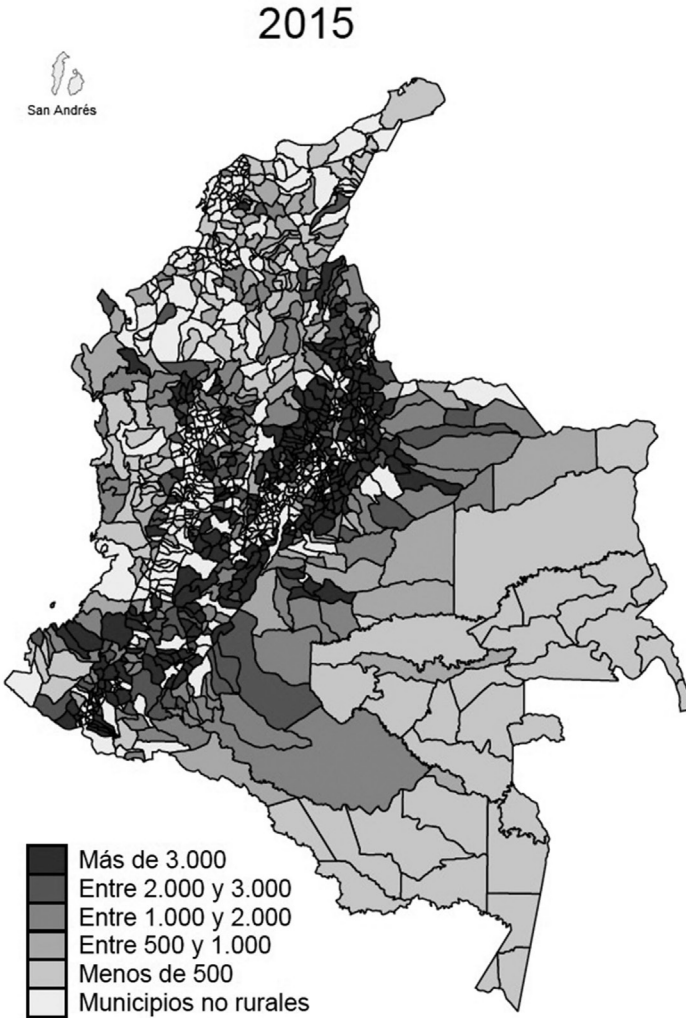 2015
San Andrés
Más de 3.000
Entre 2.000 y 3.000
Entre 1.000 y 2.000
Entre 500 y 1.000
Menos de 500
Municipios no rurales